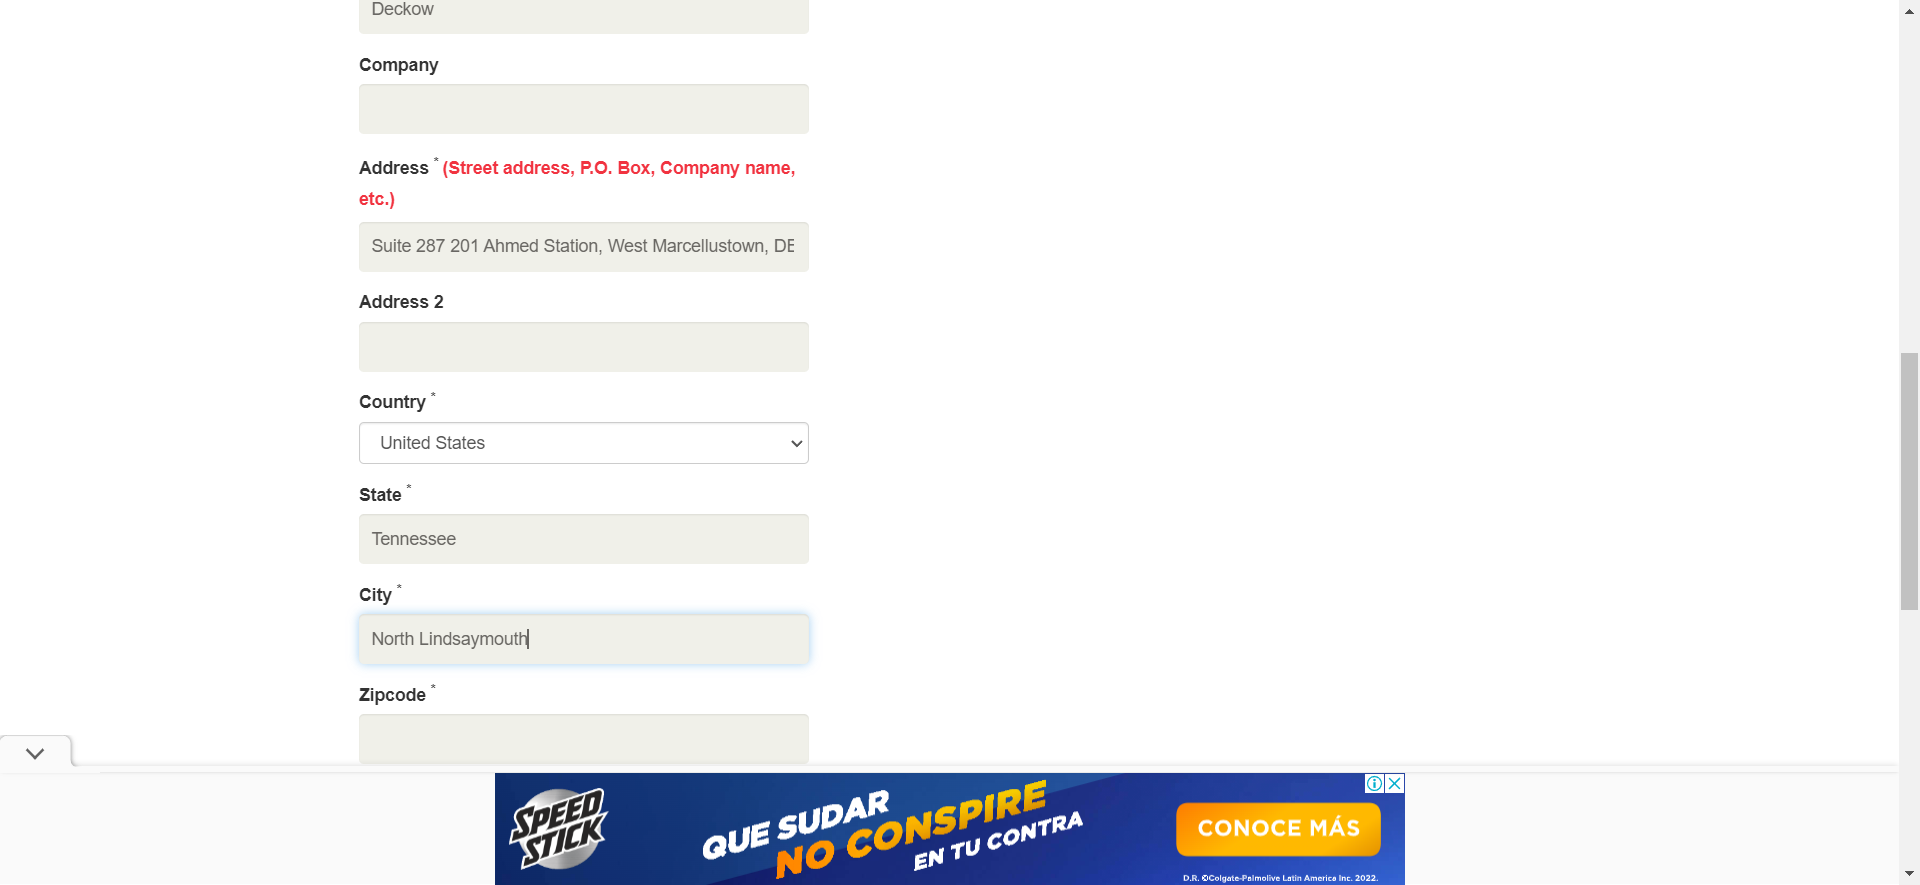 Deckow
Company
Address *(Street address, P.O. Box, Company name,
etc.)
Suite 287 201 Ahmed Station, West Marcellustown, DE
Address 2
Country *
United States
State *
Tennessee
City *
North Lindsaymouth
Zipcode *
SPEED
STICK
QUE SUDAR
NO CONSPIRE
EN TU CONTRA
CONOCE MÁS
D.R. ©Colgate-Palmolive Latin America Inc. 2022.